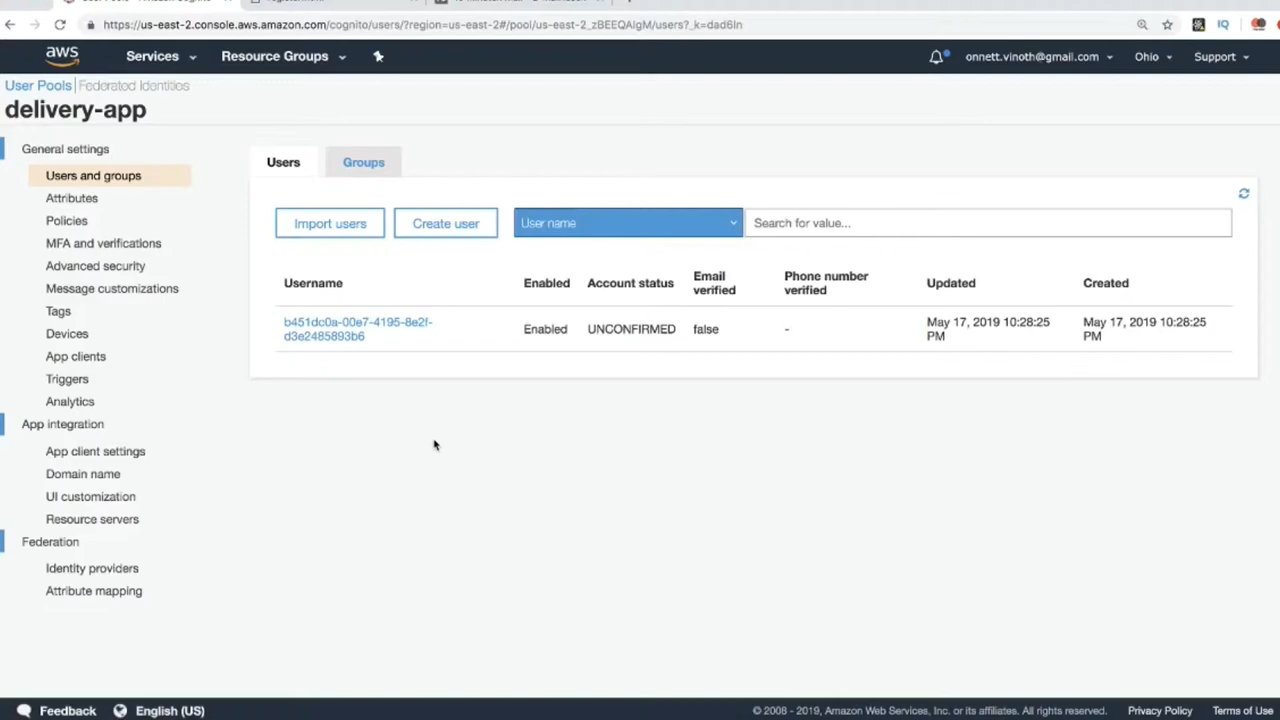 https://us-east-2.console.aws.amazon.com/cognito/users/?region=us-east-2#/pool/us-east-2_zBEEQAIgM/users?_k=dad6ln
IQ
aws
Services
Resource Groups
onnett.vinoth@gmail.com
Ohio
Support
User Pools | Federated Identities
delivery-app
General settings
Users and groups
Attributes
Policies
MFA and verifications
Advanced security
Message customizations
Tags
Devices
App clients
Triggers
Analytics
App integration
App client settings
Domain name
UI customization
Resource servers
Federation
Identity providers
Attribute mapping
Users
Groups
Import users
Create user
User name
Search for value...
Username
Enabled
Account status
Email
verified
Phone number
verified
Updated
Created
b451dc0a-00e7-4195-8e2f-
d3e2485893b6
Enabled
UNCONFIRMED
false
-
May 17, 2019 10:28:25
PM
May 17, 2019 10:28:25
PM
Feedback
English (US)
© 2008 - 2019, Amazon Web Services, Inc. or its affiliates. All rights reserved.
Privacy Policy
Terms of Use